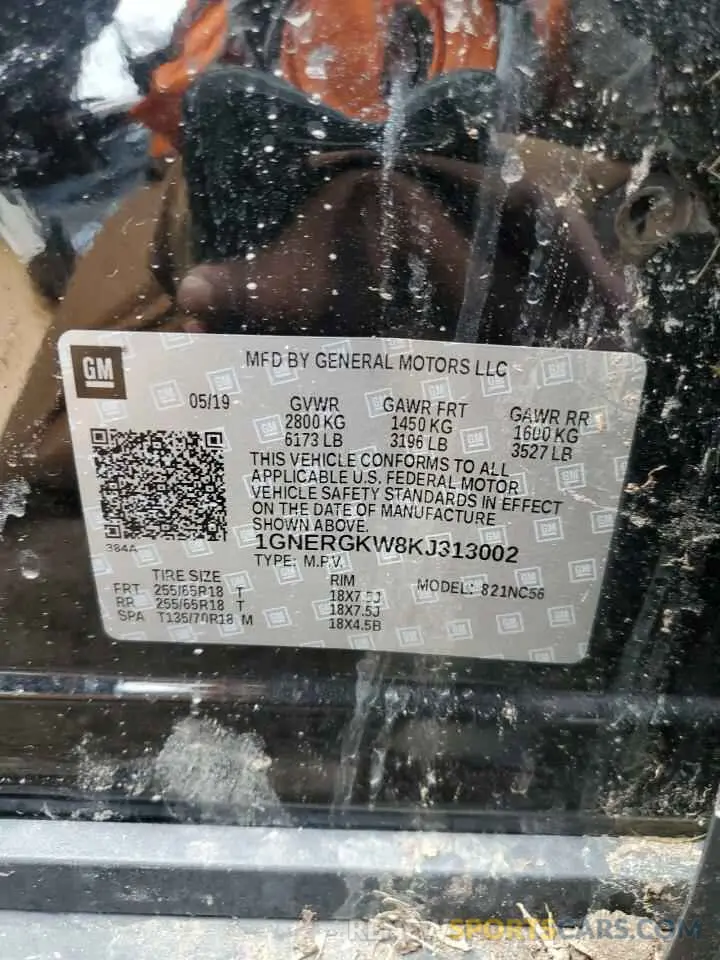 GM
MFD BY GENERAL MOTORS LLC
05/19
GVWR
2800 KG
6173 LB
GAWR FRT
1450 KG
3196 LB
GAWR RR
1600 KG
3527 LB
THIS VEHICLE CONFORMS TO ALL
APPLICABLE U.S. FEDERAL MOTOR
VEHICLE SAFETY STANDARDS IN EFFECT
ON THE DATE OF MANUFACTURE
SHOWN ABOVE.
384A
1GNERGKW8KJ313002
TYPE: M.P.V.
MODEL: 821NC56
TIRE SIZE RIM
FRT 255/65R18 T 18X7.5J
RR 255/65R18 T 18X7.5J
SPA T135/70R18 M 18X4.5B
SPORTSCARS.COM